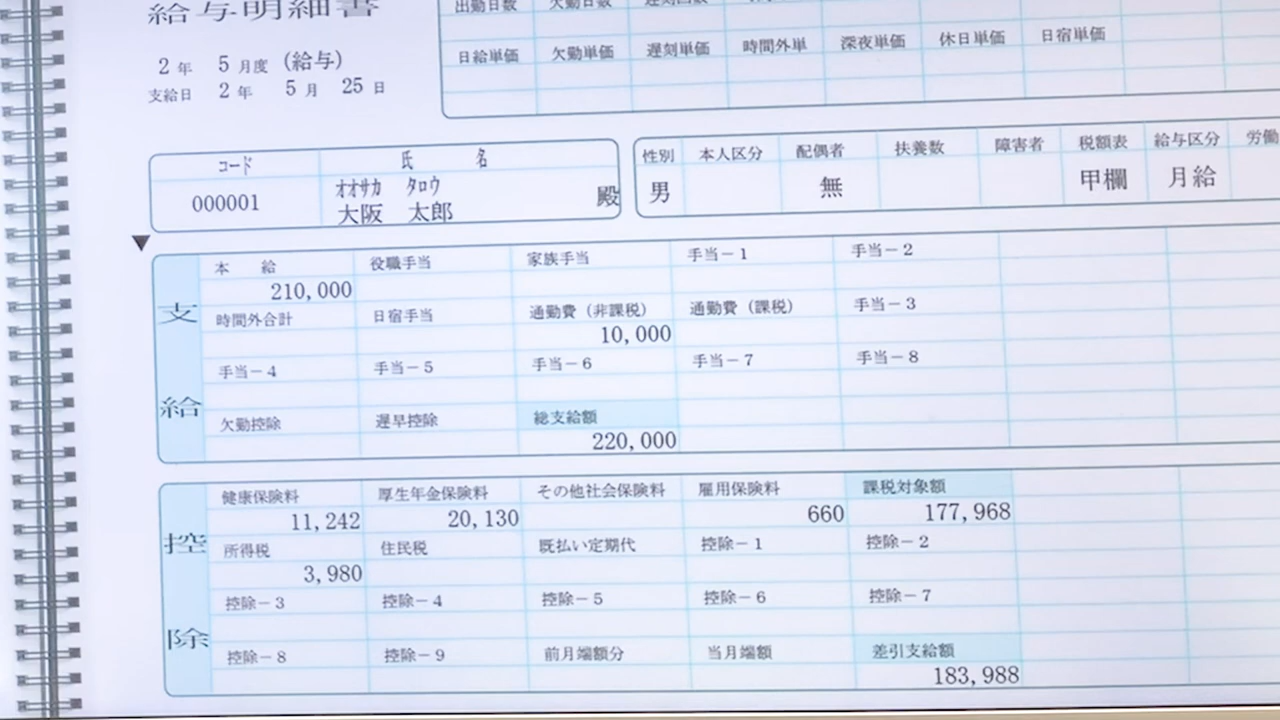 給与明細書
2年 5月度(給与)
支給日 2年 5月 25日
出勤日数 欠勤日数 遅刻回数
日給単価 欠勤単価 遅刻単価 時間外単 深夜単価 休日単価 日宿単価
コード 氏 名
000001 オオサカ タロウ
大阪 太郎 殿
性別 本人区分 配偶者 扶養数 障害者 税額表 給与区分 労働
男 無 甲欄 月給
支給
本 給 役職手当 家族手当 手当-1 手当-2
210,000
時間外合計 日宿手当 通勤費(非課税) 通勤費(課税) 手当-3
10,000
手当-4 手当-5 手当-6 手当-7 手当-8
欠勤控除 遅早控除 総支給額
220,000
控除
健康保険料 厚生年金保険料 その他社会保険料 雇用保険料 課税対象額
11,242 20,130 660 177,968
所得税 住民税 既払い定期代 控除-1 控除-2
3,980
控除-3 控除-4 控除-5 控除-6 控除-7
控除-8 控除-9 前月端額分 当月端額 差引支給額
183,988